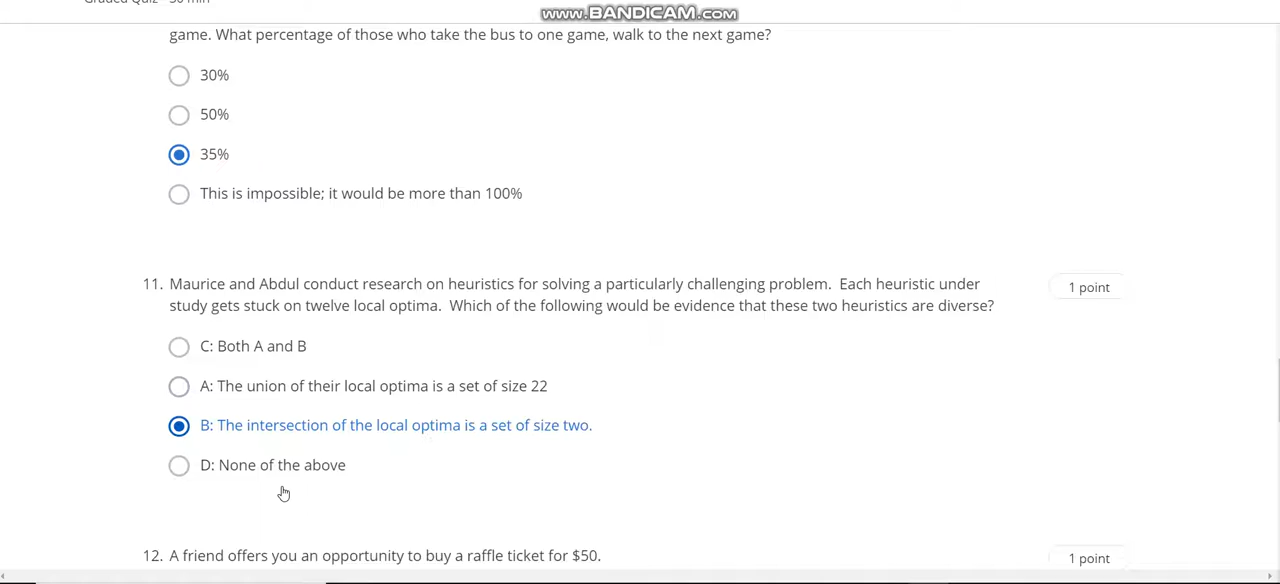 Graded Quiz • 30 min
www.BANDICAM.com
game. What percentage of those who take the bus to one game, walk to the next game?
30%
50%
35%
This is impossible; it would be more than 100%
11. Maurice and Abdul conduct research on heuristics for solving a particularly challenging problem. Each heuristic under
study gets stuck on twelve local optima. Which of the following would be evidence that these two heuristics are diverse?
1 point
C: Both A and B
A: The union of their local optima is a set of size 22
B: The intersection of the local optima is a set of size two.
D: None of the above
12. A friend offers you an opportunity to buy a raffle ticket for $50.
1 point